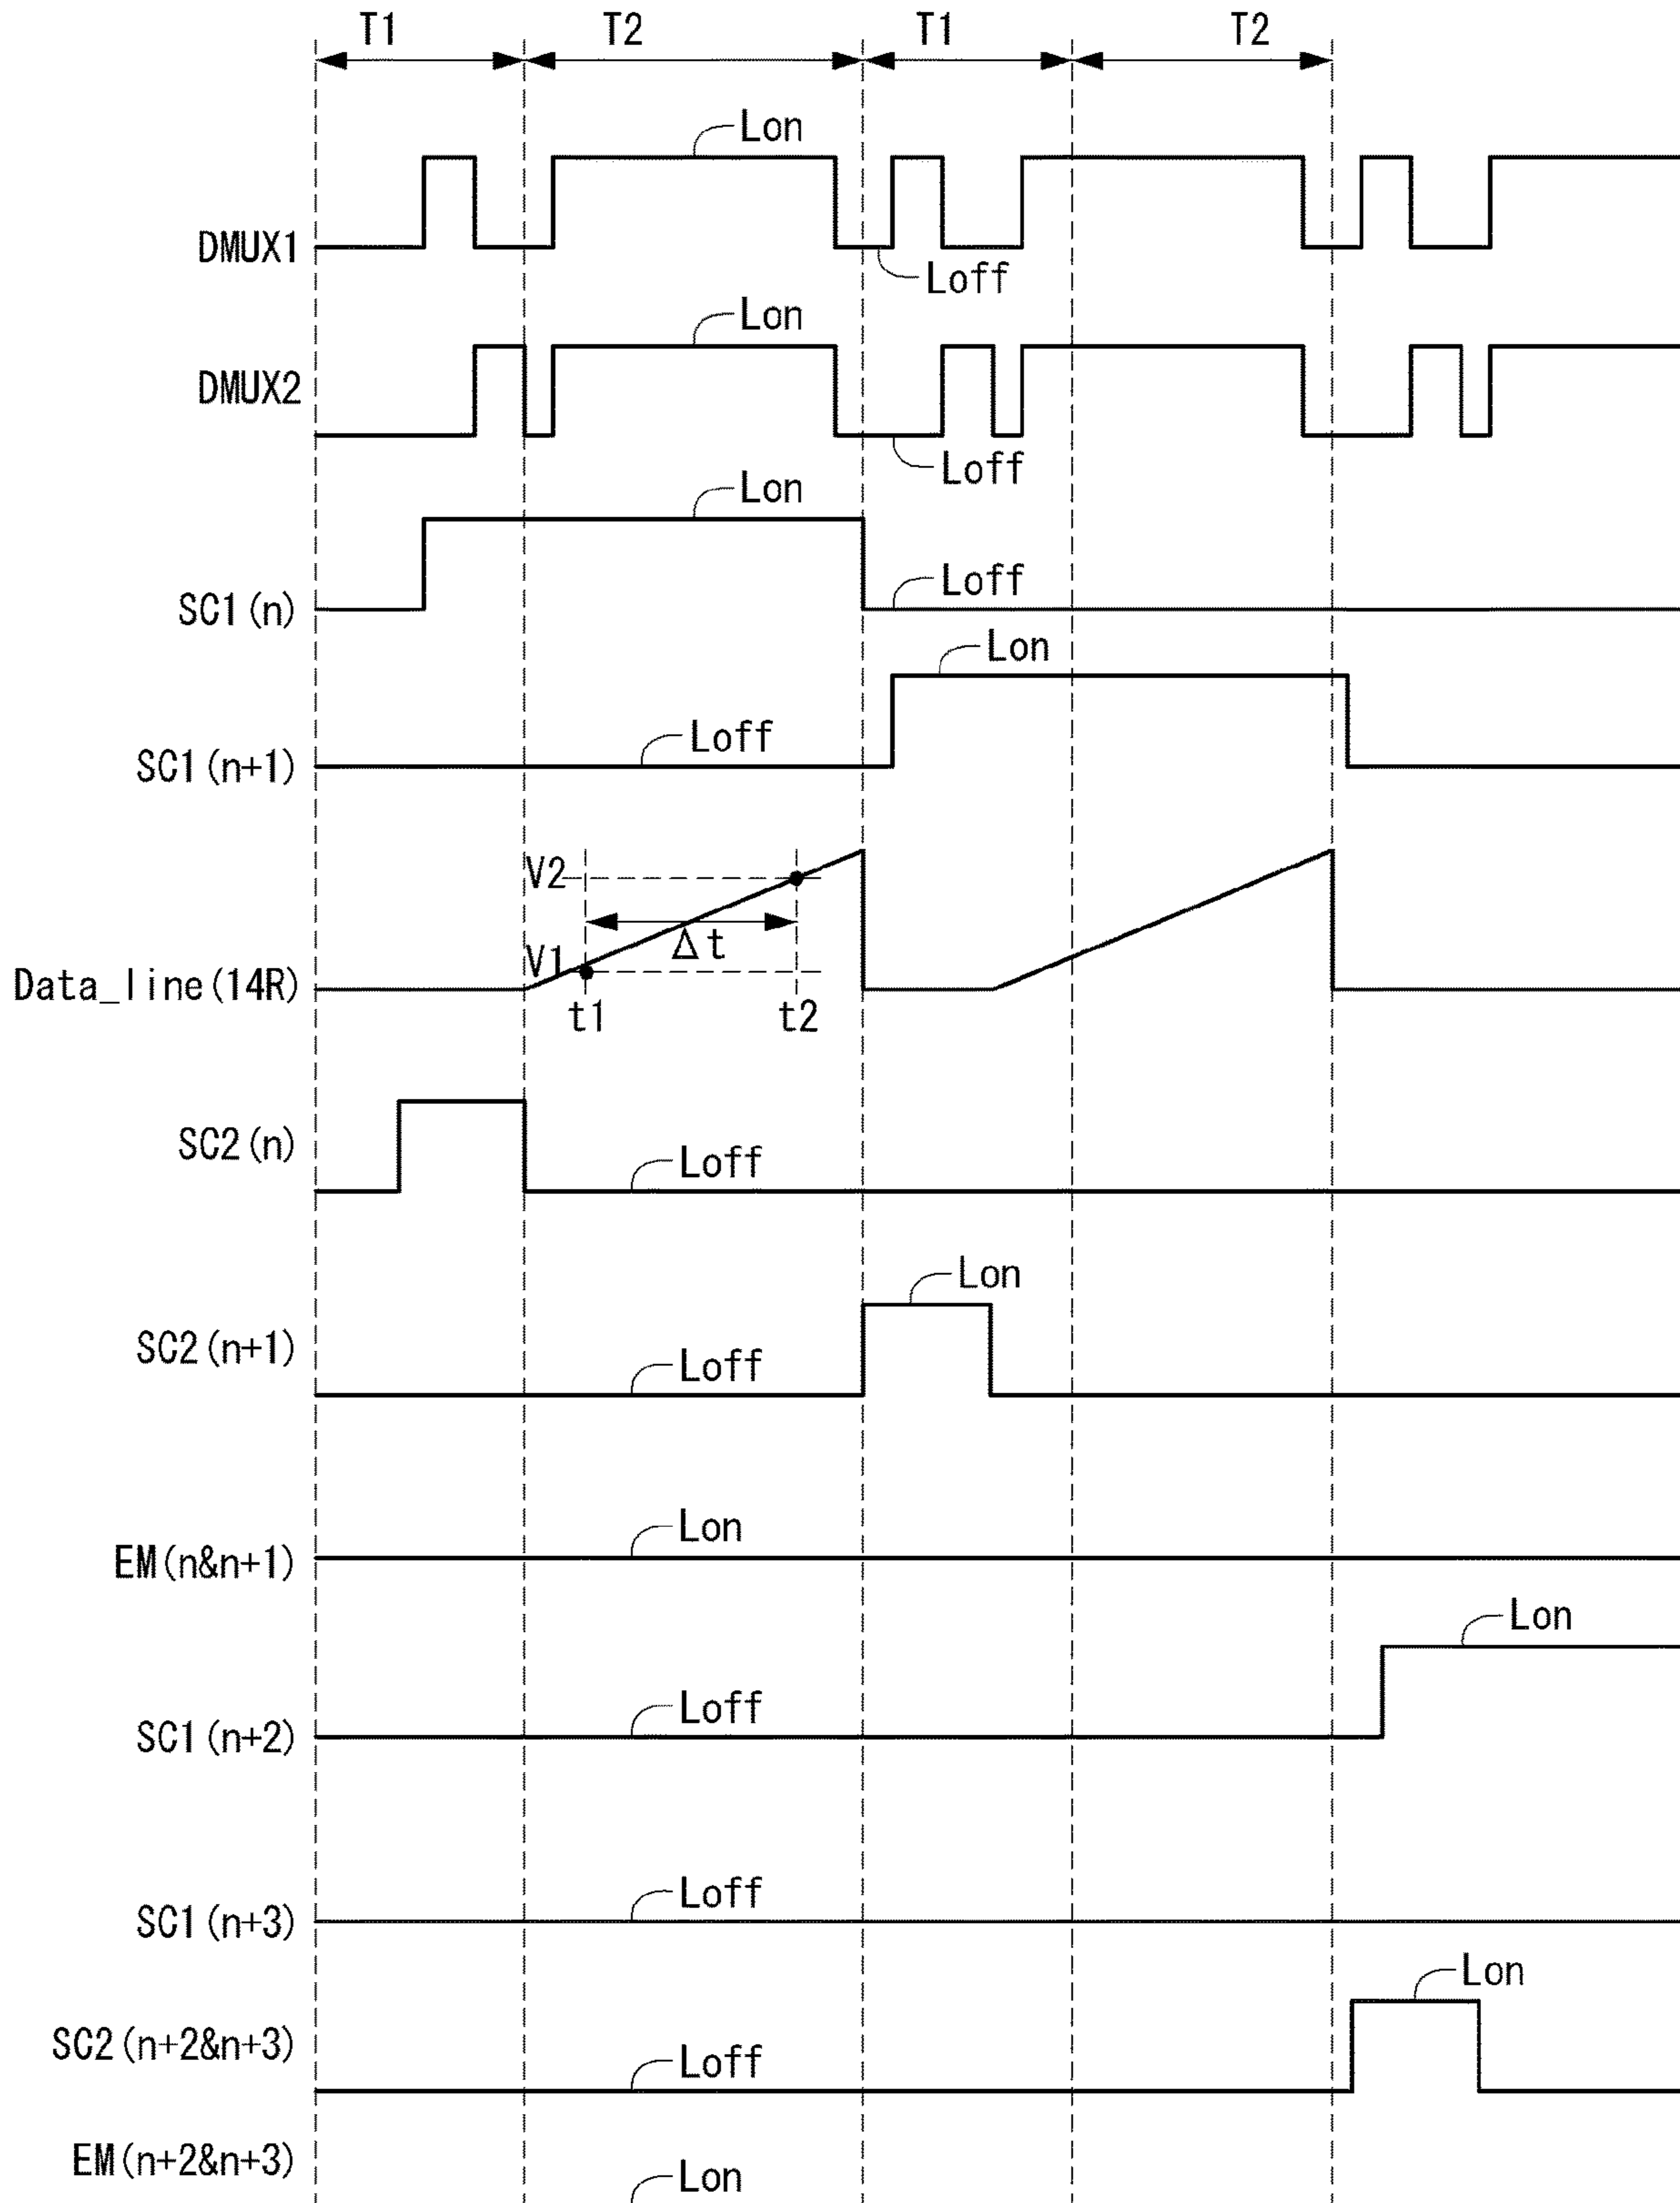 T1 T2 T1 T2
Lon
DMUX1
Loff
Lon
DMUX2
Loff
Lon
Loff
SC1(n)
Lon
Loff
SC1(n+1)
V2
Δt
V1
Data_line(14R)
t1 t2
SC2(n)
Loff
Lon
SC2(n+1)
Loff
Lon
EM(n&n+1)
Lon
Loff
SC1(n+2)
Loff
SC1(n+3)
Lon
SC2(n+2&n+3)
Loff
EM(n+2&n+3)
Lon